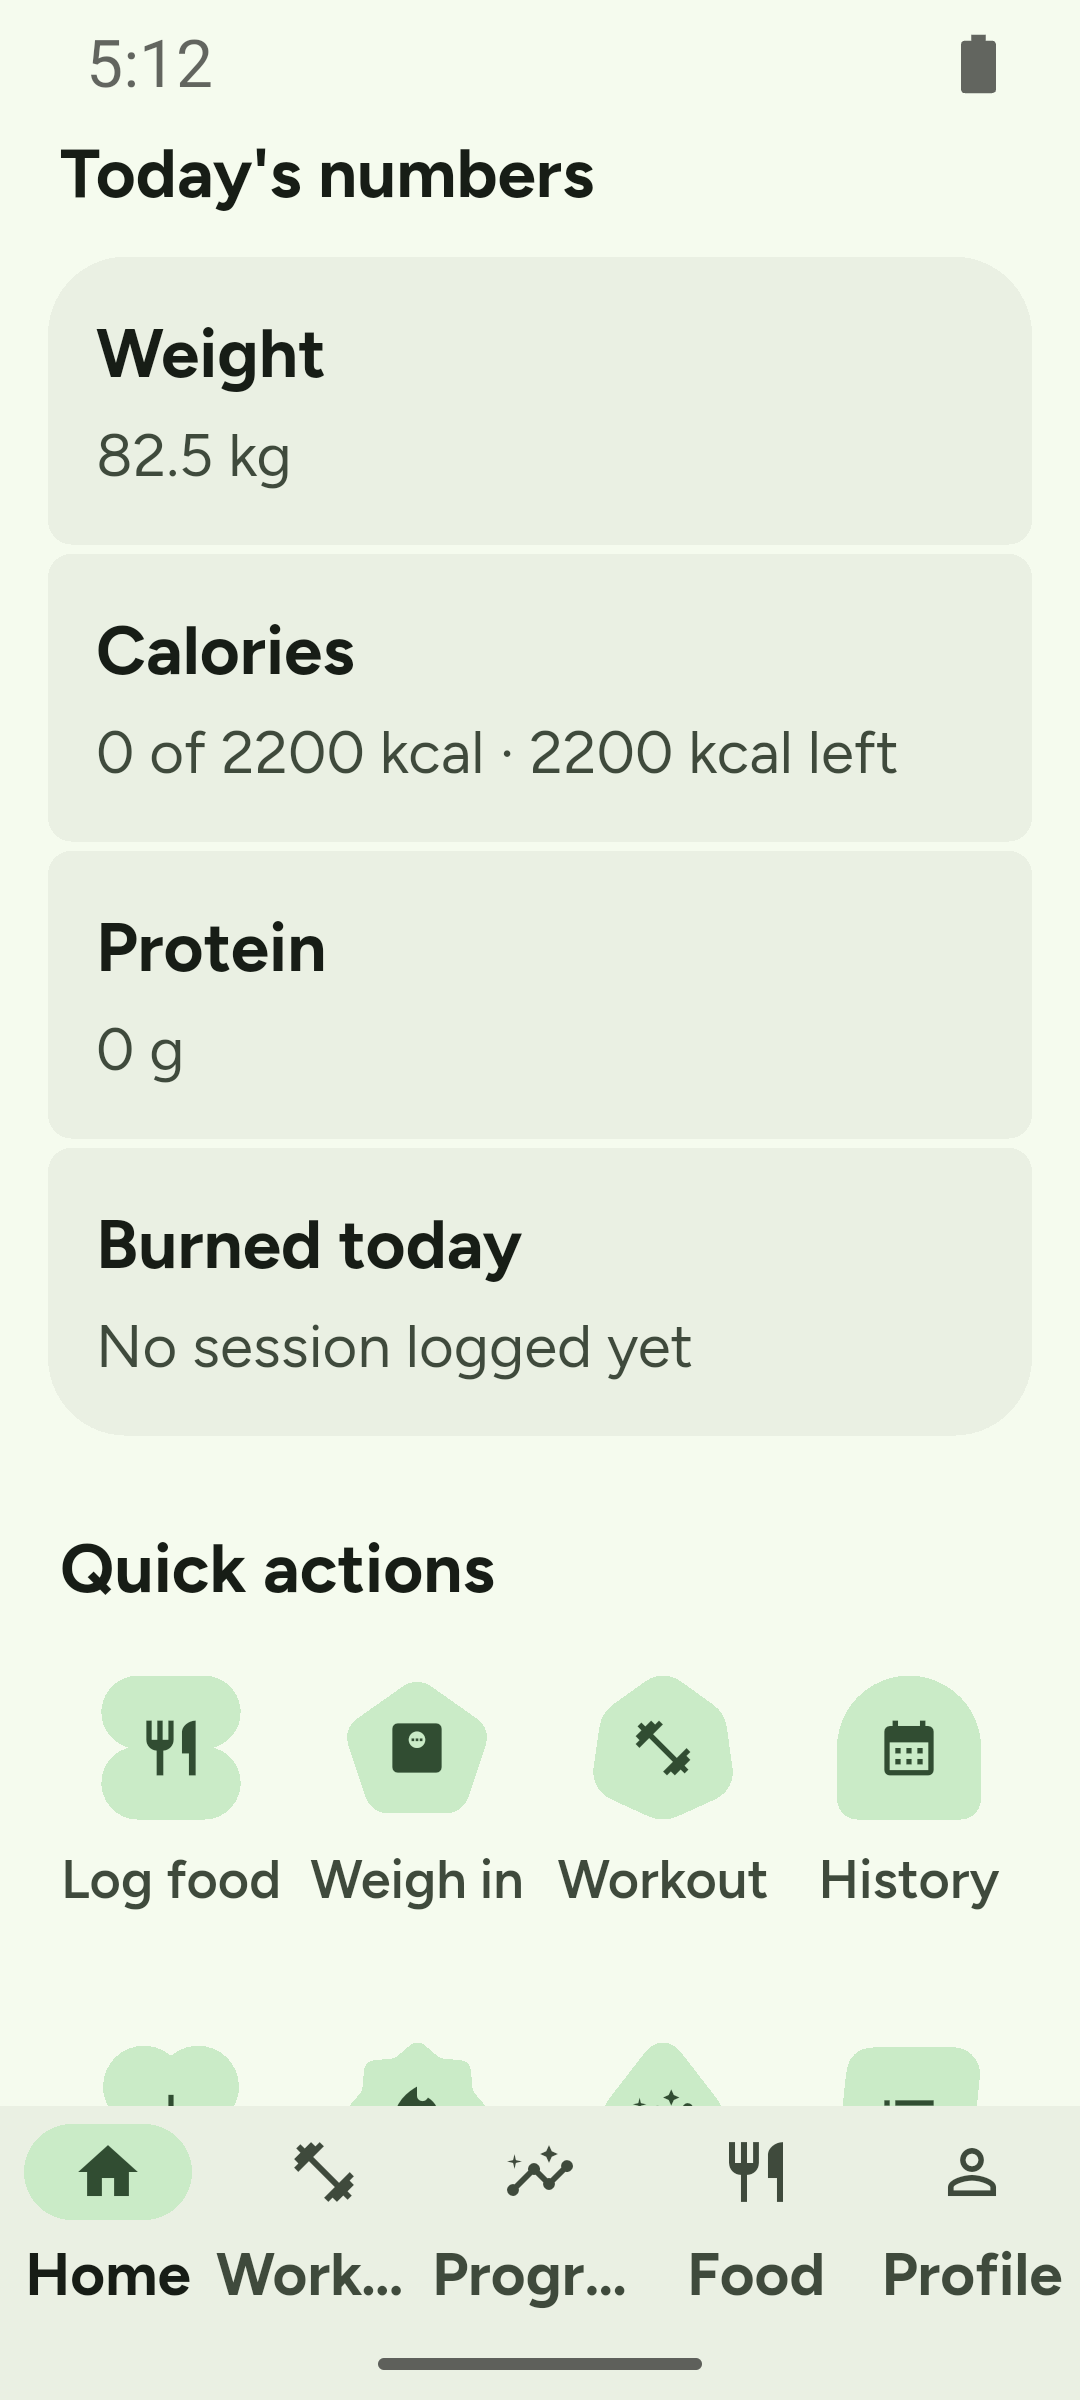 5:12
Today's numbers
Weight
82.5 kg
Calories
0 of 2200 kcal · 2200 kcal left
Protein
0 g
Burned today
No session logged yet
Quick actions
Log food
Weigh in
Workout
History
Home
Work...
Progr...
Food
Profile